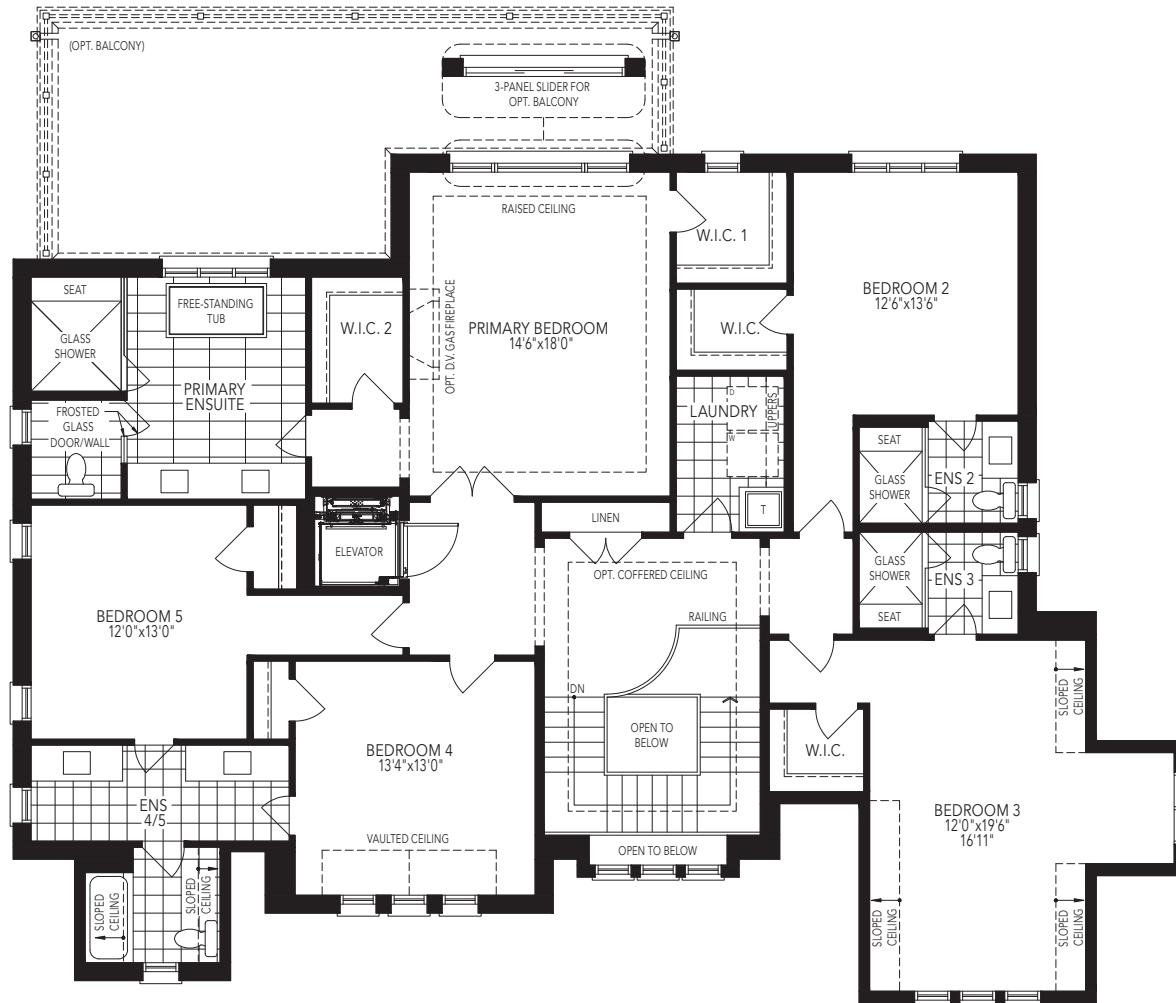 (OPT. BALCONY)
3-PANEL SLIDER FOR
OPT. BALCONY
RAISED CEILING
W.I.C. 1
BEDROOM 2
12'6"x13'6"
SEAT
GLASS
SHOWER
FREE-STANDING
TUB
W.I.C. 2
OPT. D.V. GAS FIREPLACE
PRIMARY BEDROOM
14'6"x18'0"
W.I.C.
PRIMARY
ENSUITE
FROSTED
GLASS
DOOR/WALL
LAUNDRY
D
W
UPPERS
T
SEAT
GLASS
SHOWER
ENS 2
LINEN
ELEVATOR
OPT. COFFERED CEILING
GLASS
SHOWER
SEAT
ENS 3
BEDROOM 5
12'0"x13'0"
RAILING
DN
OPEN TO
BELOW
SLOPED
CEILING
BEDROOM 4
13'4"x13'0"
W.I.C.
ENS
4/5
VAULTED CEILING
OPEN TO BELOW
BEDROOM 3
12'0"x19'6"
16'11"
SLOPED
CEILING
SLOPED
CEILING
SLOPED
CEILING
SLOPED
CEILING